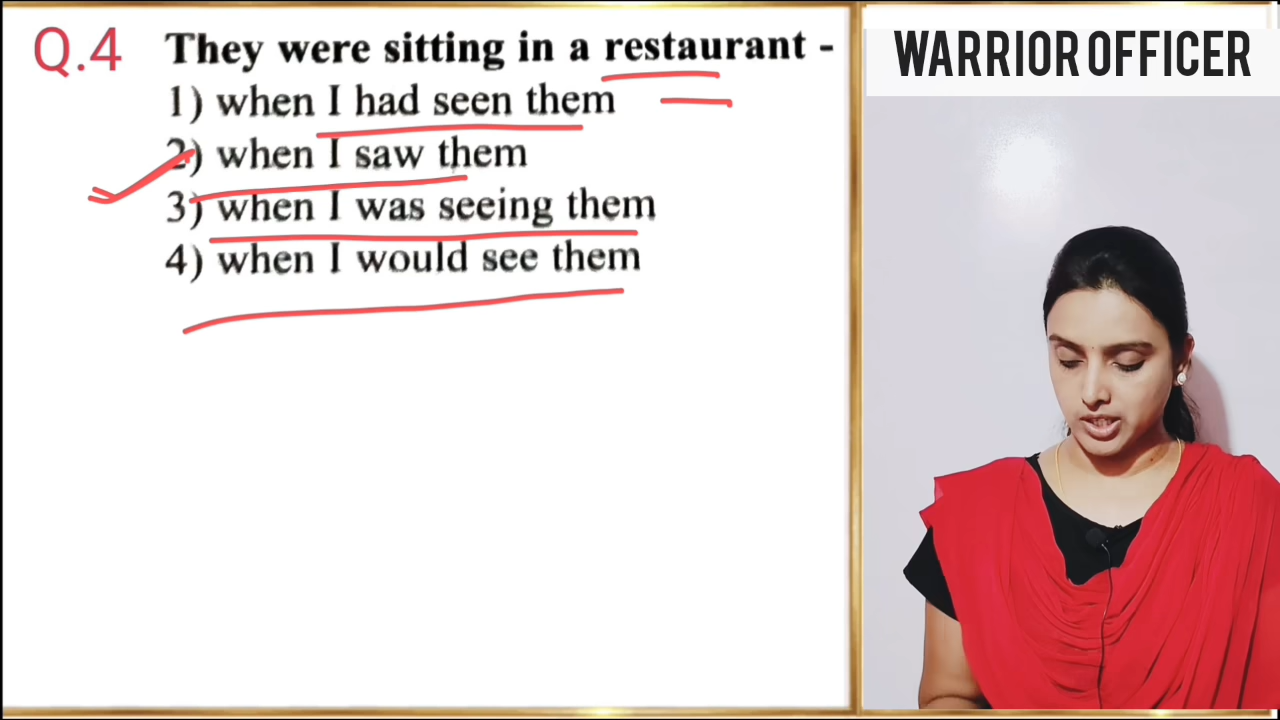 Q.4 They were sitting in a restaurant -
1) when I had seen them
2) when I saw them
3) when I was seeing them
4) when I would see them
WARRIOR OFFICER